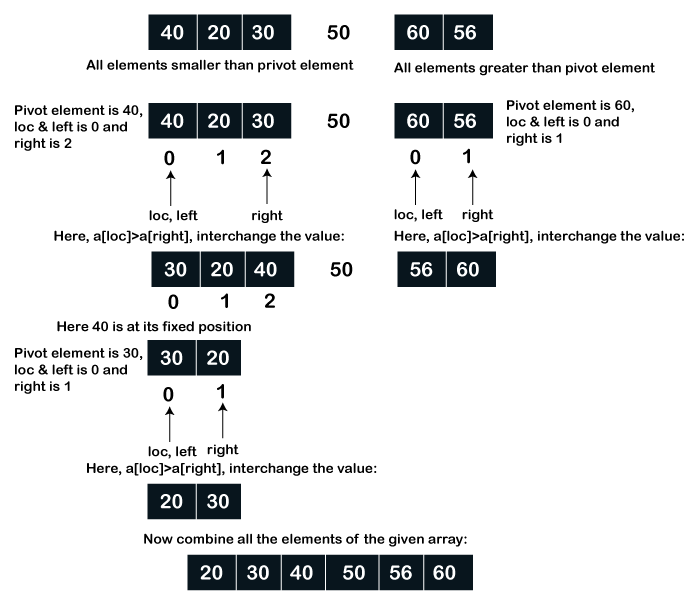 40 20 30 50 60 56
All elements smaller than privot element
All elements greater than pivot element
Pivot element is 40,
loc & left is 0 and
right is 2
40 20 30 50 60 56
Pivot element is 60,
loc & left is 0 and
right is 1
0 1 2
0 1
loc, left right
loc, left right
Here, a[loc]>a[right], interchange the value:
Here, a[loc]>a[right], interchange the value:
30 20 40 50 56 60
0 1 2
Here 40 is at its fixed position
Pivot element is 30,
loc & left is 0 and
right is 1
30 20
0 1
loc, left right
Here, a[loc]>a[right], interchange the value:
20 30
Now combine all the elements of the given array:
20 30 40 50 56 60